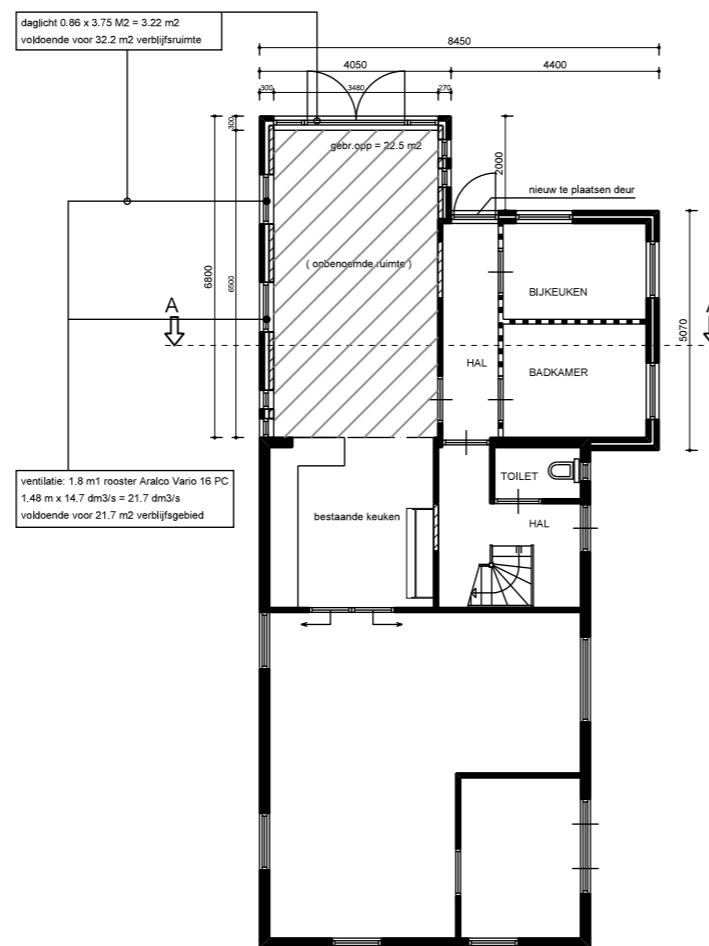 daglicht 0.86 x 3.75 M2 = 3.22 m2
voldoende voor 32.2 m2 verblijfsruimte
8450
4050
4400
300
3480
270
300
gebr.opp = 22.5 m2
2000
nieuw te plaatsen deur
( onbenoemde ruimte )
6800
6500
BIJKEUKEN
A
A
5070
HAL
BADKAMER
ventilatie: 1.8 m1 rooster Aralco Vario 16 PC
1.48 m x 14.7 dm3/s = 21.7 dm3/s
voldoende voor 21.7 m2 verblijfsgebied
TOILET
bestaande keuken
HAL